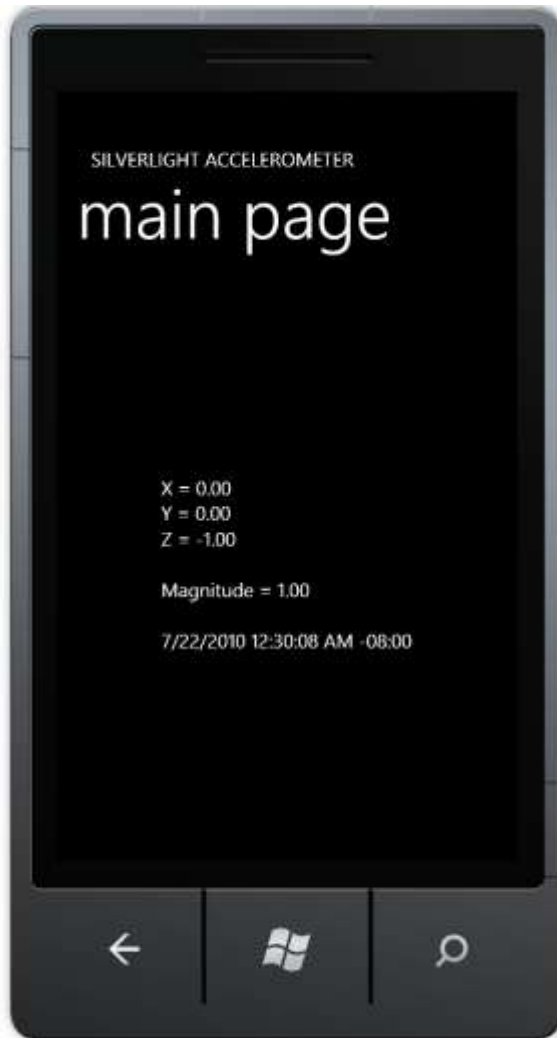 SILVERLIGHT ACCELEROMETER
main page
X = 0.00
Y = 0.00
Z = -1.00
Magnitude = 1.00
7/22/2010 12:30:08 AM -08:00